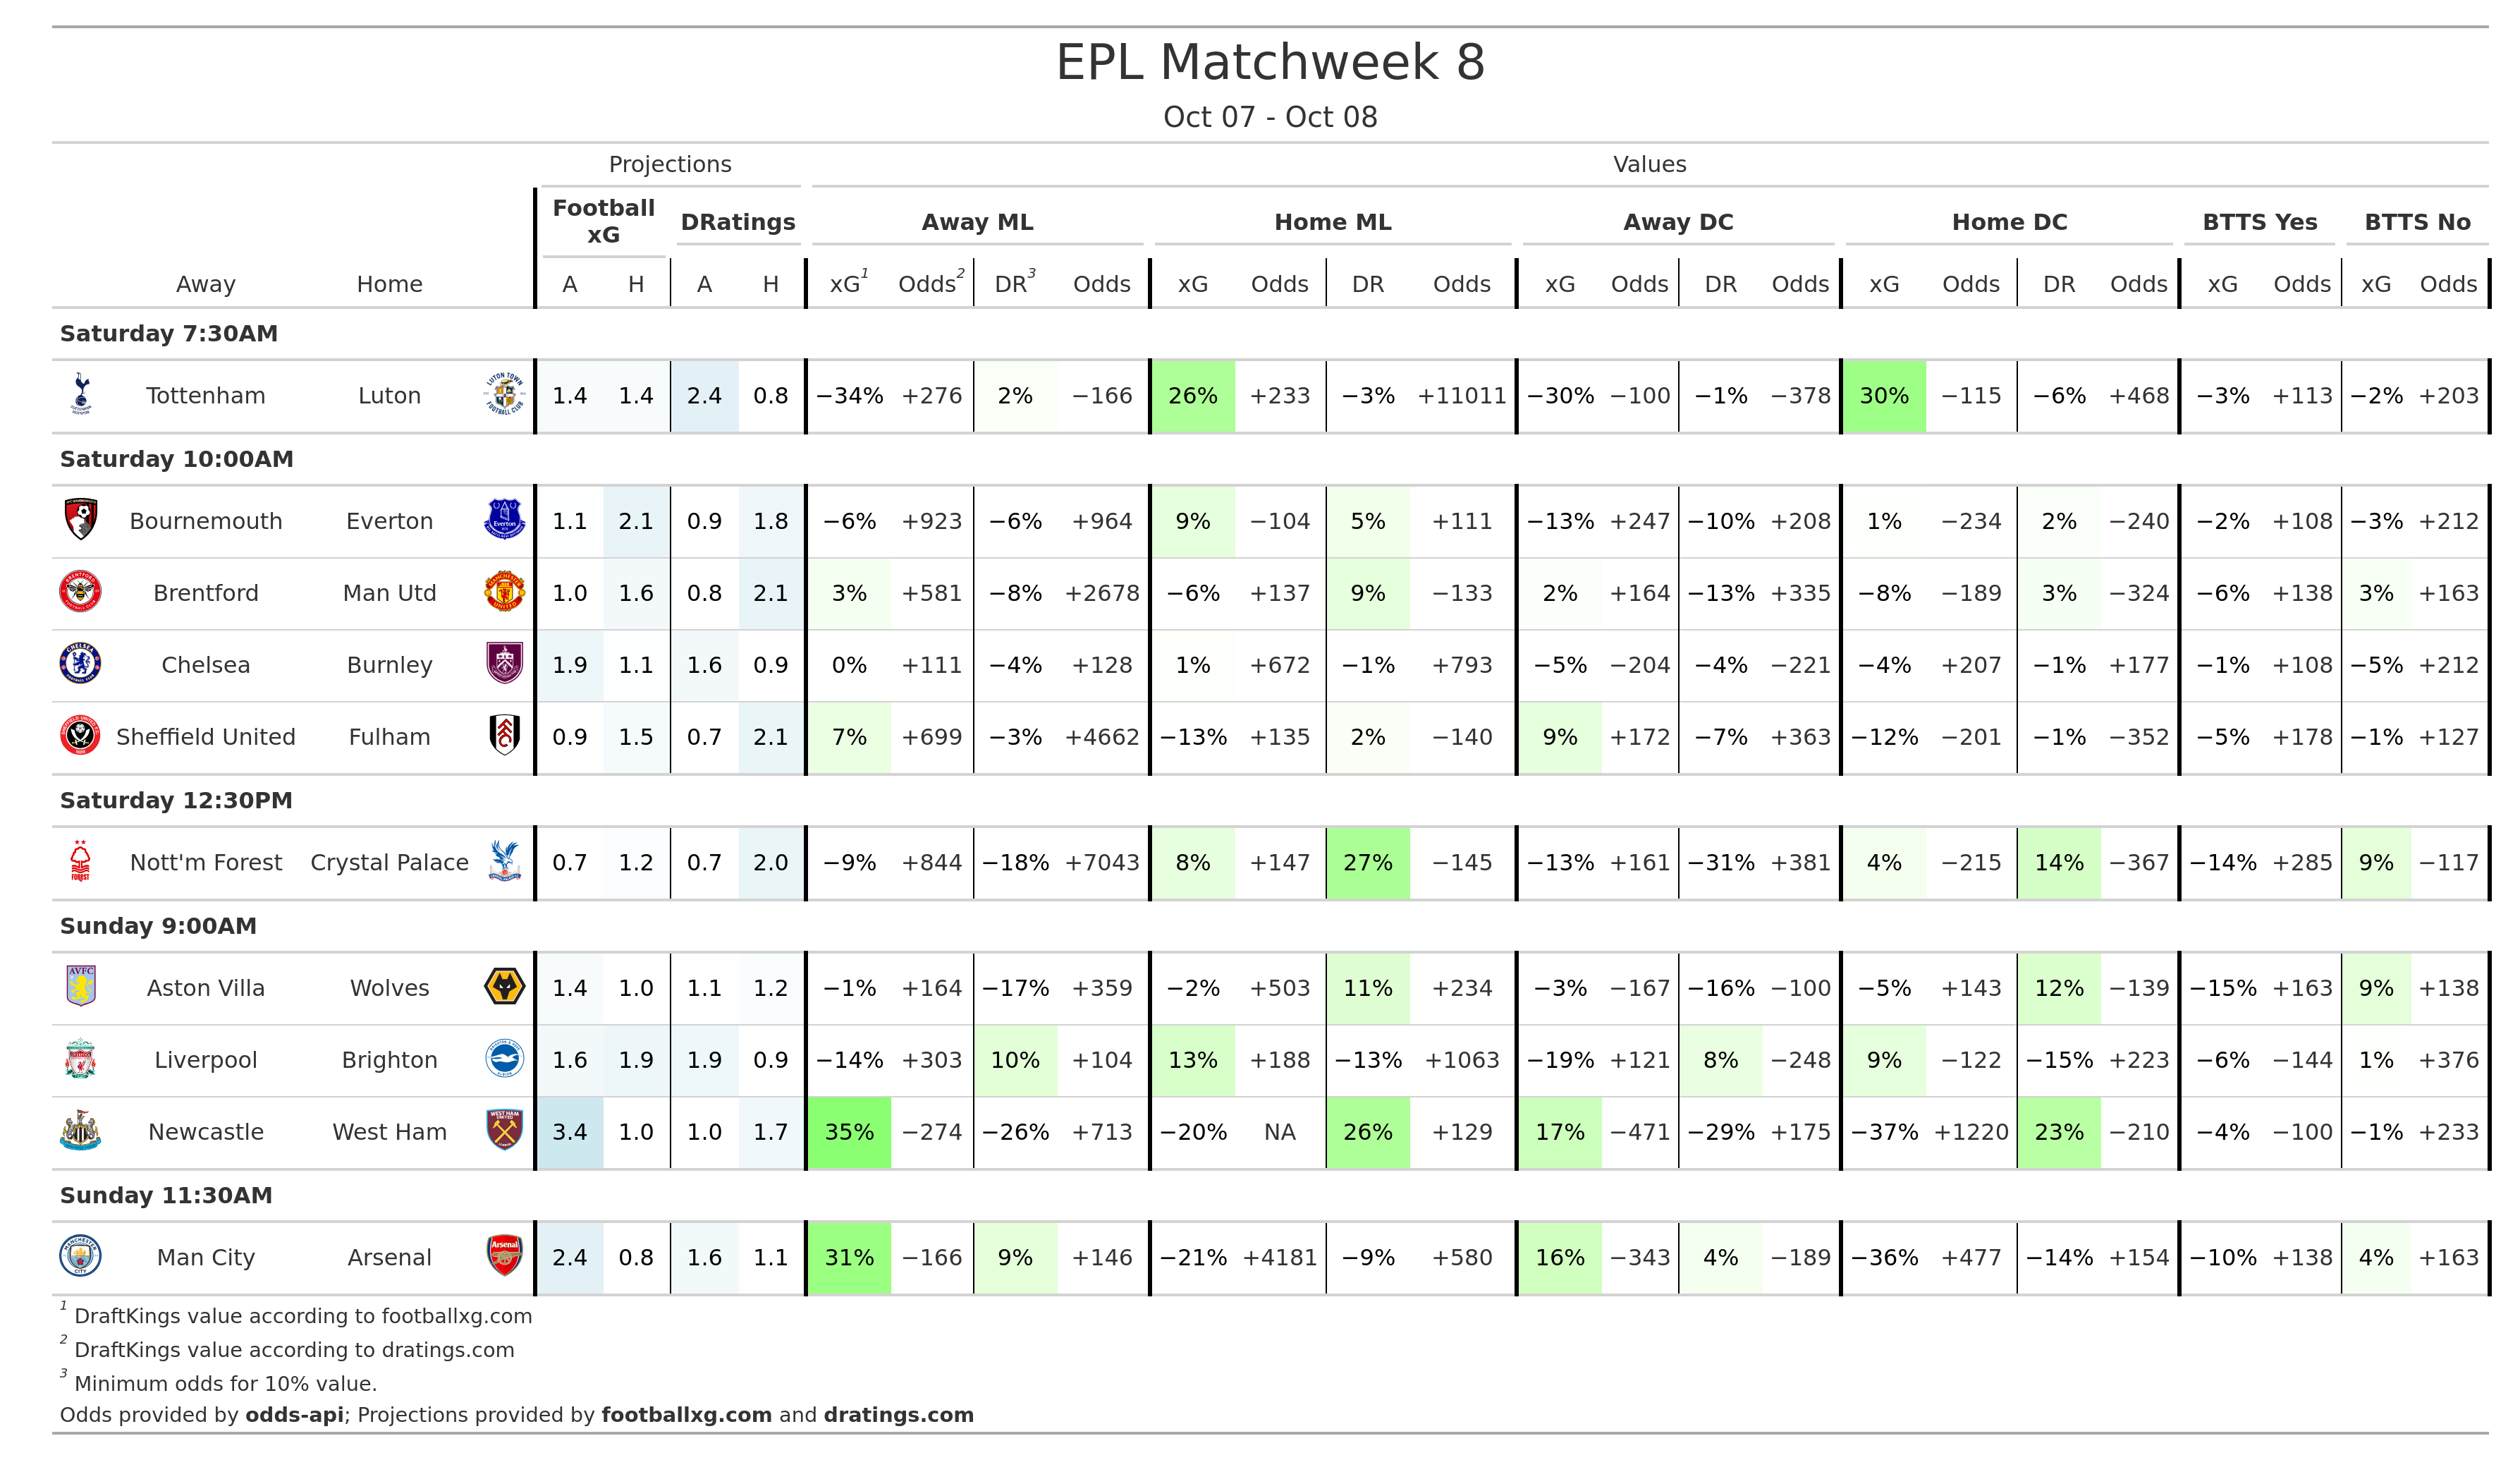 EPL Matchweek 8
Oct 07 - Oct 08
Projections Values
Football xG DRatings Away ML Home ML Away DC Home DC BTTS Yes BTTS No
Away Home A H A H xG1 Odds2 DR3 Odds xG Odds DR Odds xG Odds DR Odds xG Odds DR Odds xG Odds xG Odds
Saturday 7:30AM
Tottenham Luton 1.4 1.4 2.4 0.8 −34% +276 2% −166 26% +233 −3% +11011 −30% −100 −1% −378 30% −115 −6% +468 −3% +113 −2% +203
Saturday 10:00AM
Bournemouth Everton 1.1 2.1 0.9 1.8 −6% +923 −6% +964 9% −104 5% +111 −13% +247 −10% +208 1% −234 2% −240 −2% +108 −3% +212
Brentford Man Utd 1.0 1.6 0.8 2.1 3% +581 −8% +2678 −6% +137 9% −133 2% +164 −13% +335 −8% −189 3% −324 −6% +138 3% +163
Chelsea Burnley 1.9 1.1 1.6 0.9 0% +111 −4% +128 1% +672 −1% +793 −5% −204 −4% −221 −4% +207 −1% +177 −1% +108 −5% +212
Sheffield United Fulham 0.9 1.5 0.7 2.1 7% +699 −3% +4662 −13% +135 2% −140 9% +172 −7% +363 −12% −201 −1% −352 −5% +178 −1% +127
Saturday 12:30PM
Nott'm Forest Crystal Palace 0.7 1.2 0.7 2.0 −9% +844 −18% +7043 8% +147 27% −145 −13% +161 −31% +381 4% −215 14% −367 −14% +285 9% −117
Sunday 9:00AM
Aston Villa Wolves 1.4 1.0 1.1 1.2 −1% +164 −17% +359 −2% +503 11% +234 −3% −167 −16% −100 −5% +143 12% −139 −15% +163 9% +138
Liverpool Brighton 1.6 1.9 1.9 0.9 −14% +303 10% +104 13% +188 −13% +1063 −19% +121 8% −248 9% −122 −15% +223 −6% −144 1% +376
Newcastle West Ham 3.4 1.0 1.0 1.7 35% −274 −26% +713 −20% NA 26% +129 17% −471 −29% +175 −37% +1220 23% −210 −4% −100 −1% +233
Sunday 11:30AM
Man City Arsenal 2.4 0.8 1.6 1.1 31% −166 9% +146 −21% +4181 −9% +580 16% −343 4% −189 −36% +477 −14% +154 −10% +138 4% +163
1 DraftKings value according to footballxg.com
2 DraftKings value according to dratings.com
3 Minimum odds for 10% value.
Odds provided by odds-api; Projections provided by footballxg.com and dratings.com